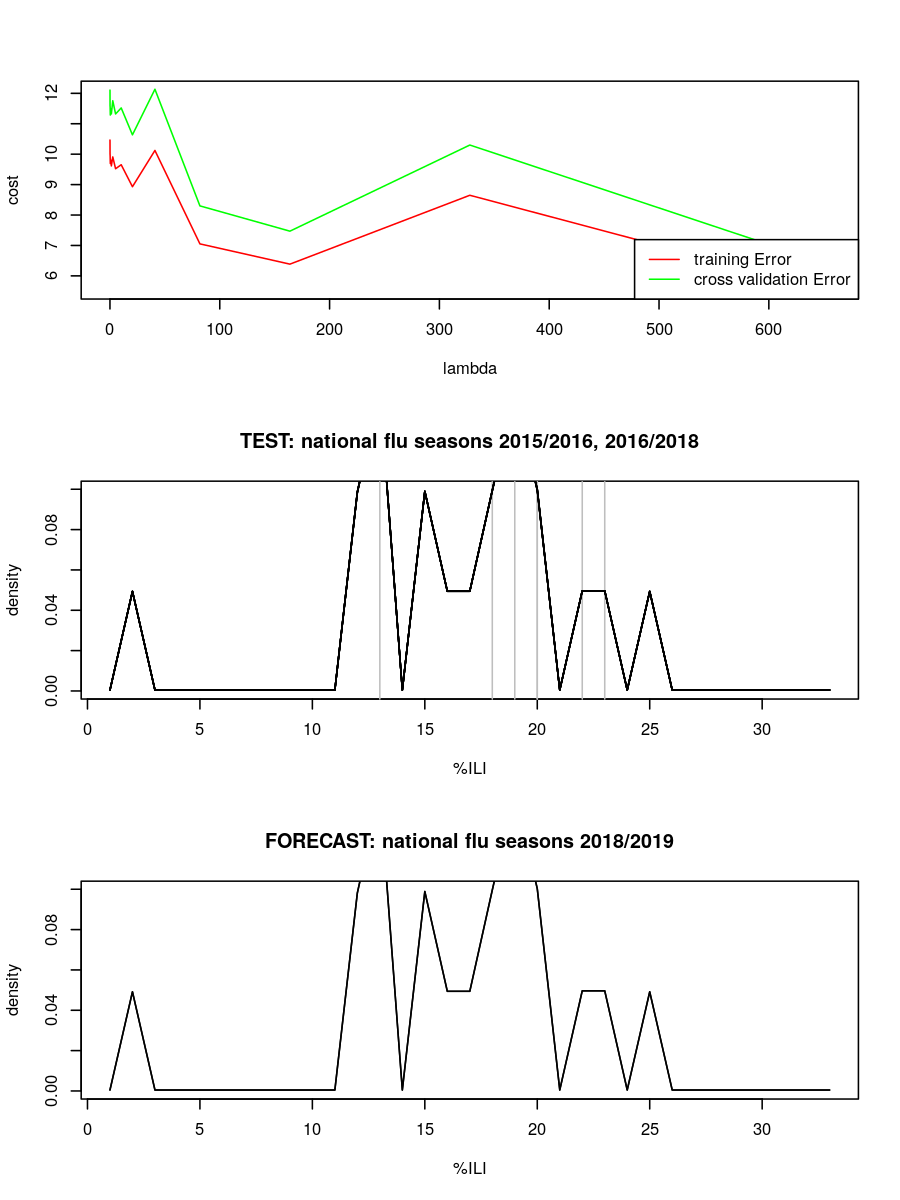 12
10
9
8
7
6
cost
training Error
cross validation Error
0 100 200 300 400 500 600
lambda
TEST: national flu seasons 2015/2016, 2016/2018
0.08
0.04
0.00
density
0 5 10 15 20 25 30
%ILI
FORECAST: national flu seasons 2018/2019
0.08
0.04
0.00
density
0 5 10 15 20 25 30
%ILI